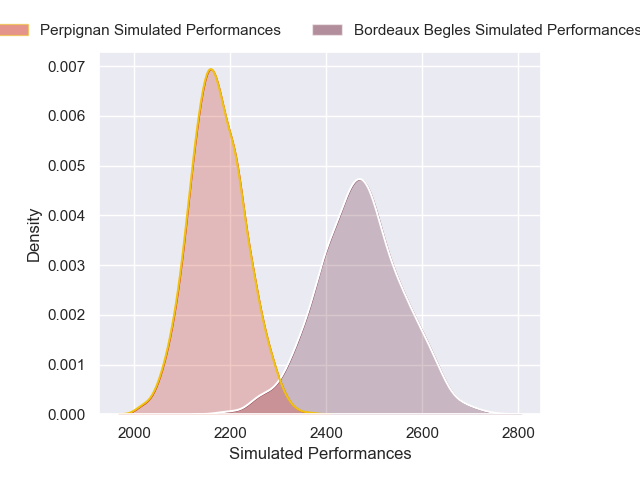 Perpignan Simulated Performances
Bordeaux Begles Simulated Performances
0.007
0.006
0.005
0.004
0.003
0.002
0.001
0.000
Density
2000 2200 2400 2600 2800
Simulated Performances